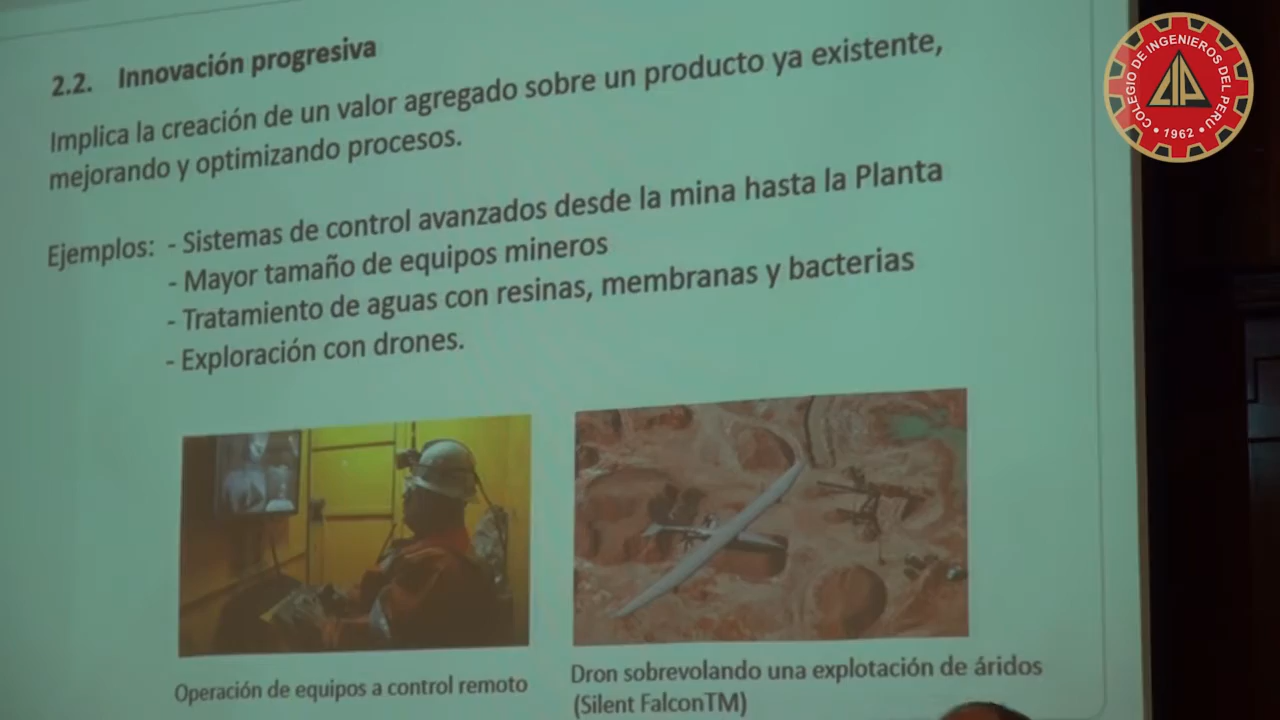 2.2. Innovación progresiva
Implica la creación de un valor agregado sobre un producto ya existente,
mejorando y optimizando procesos.
Ejemplos: - Sistemas de control avanzados desde la mina hasta la Planta
- Mayor tamaño de equipos mineros
- Tratamiento de aguas con resinas, membranas y bacterias
- Exploración con drones.
Operación de equipos a control remoto
Dron sobrevolando una explotación de áridos
(Silent FalconTM)
COLEGIO DE INGENIEROS DEL PERU
CIP
• 1962 •